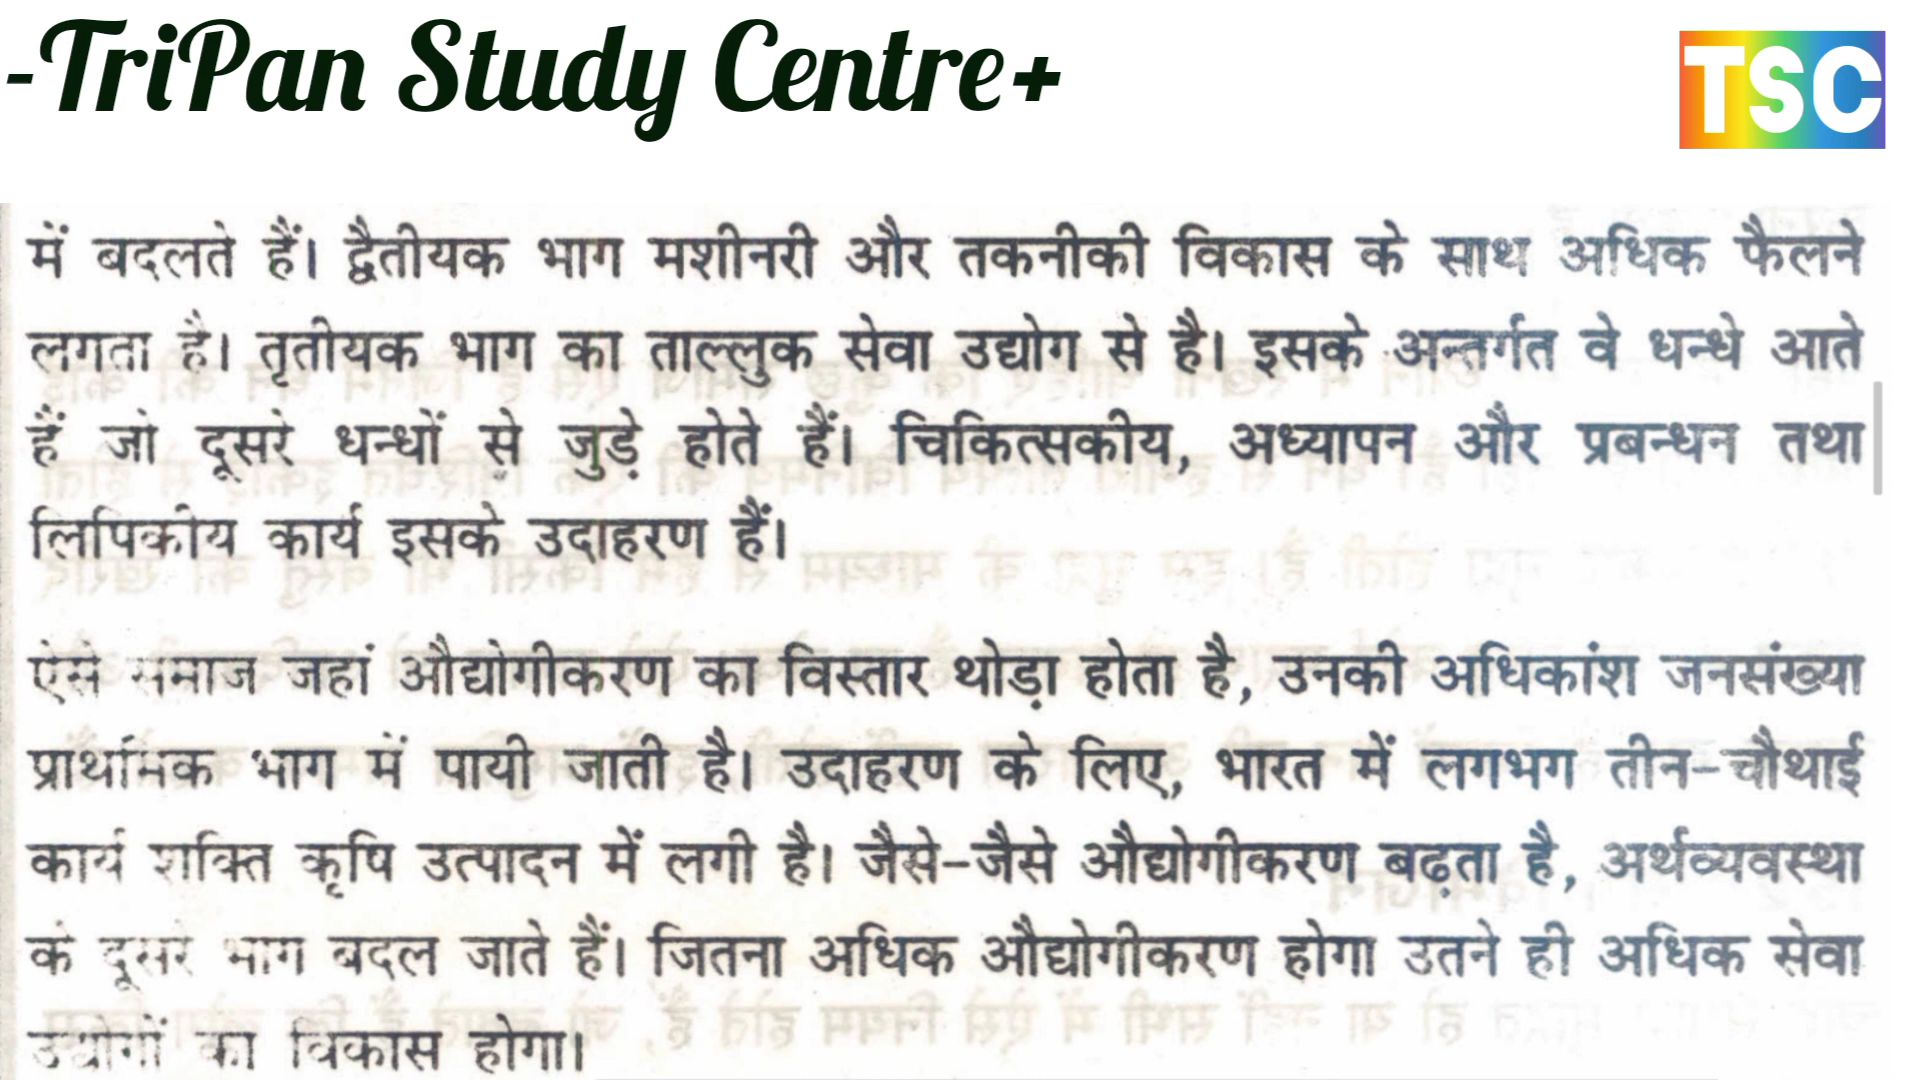 -TriPan Study Centre+
TSC
में बदलते हैं। द्वैतीयक भाग मशीनरी और तकनीकी विकास के साथ अधिक फैलने
लगता है। तृतीयक भाग का ताल्लुक सेवा उद्योग से है। इसके अन्तर्गत वे धन्धे आते
हैं जो दूसरे धन्धों से जुड़े होते हैं। चिकित्सकीय, अध्यापन और प्रबन्धन तथा
लिपिकीय कार्य इसके उदाहरण हैं।
ऐसे समाज जहां औद्योगीकरण का विस्तार थोड़ा होता है, उनकी अधिकांश जनसंख्या
प्राथमिक भाग में पायी जाती है। उदाहरण के लिए, भारत में लगभग तीन-चौथाई
कार्य शक्ति कृषि उत्पादन में लगी है। जैसे-जैसे औद्योगीकरण बढ़ता है, अर्थव्यवस्था
के दूसरे भाग बदल जाते हैं। जितना अधिक औद्योगीकरण होगा उतने ही अधिक सेवा
उद्योगों का विकास होगा।